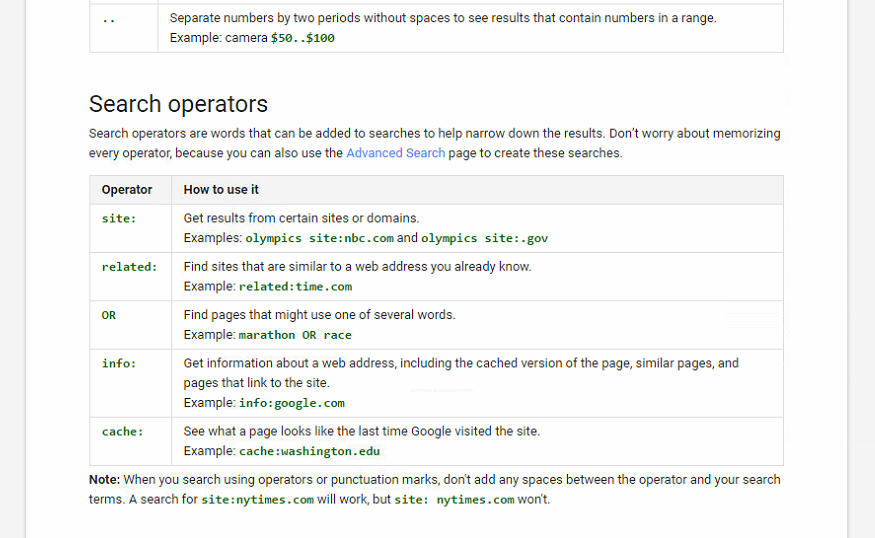 .. Separate numbers by two periods without spaces to see results that contain numbers in a range.
Example: camera $50..$100
Search operators
Search operators are words that can be added to searches to help narrow down the results. Don't worry about memorizing
every operator, because you can also use the Advanced Search page to create these searches.
Operator How to use it
site: Get results from certain sites or domains.
Examples: olympics site:nbc.com and olympics site:.gov
related: Find sites that are similar to a web address you already know.
Example: related:time.com
OR Find pages that might use one of several words.
Example: marathon OR race
info: Get information about a web address, including the cached version of the page, similar pages, and
pages that link to the site.
Example: info:google.com
cache: See what a page looks like the last time Google visited the site.
Example: cache:washington.edu
Note: When you search using operators or punctuation marks, don't add any spaces between the operator and your search
terms. A search for site:nytimes.com will work, but site: nytimes.com won't.